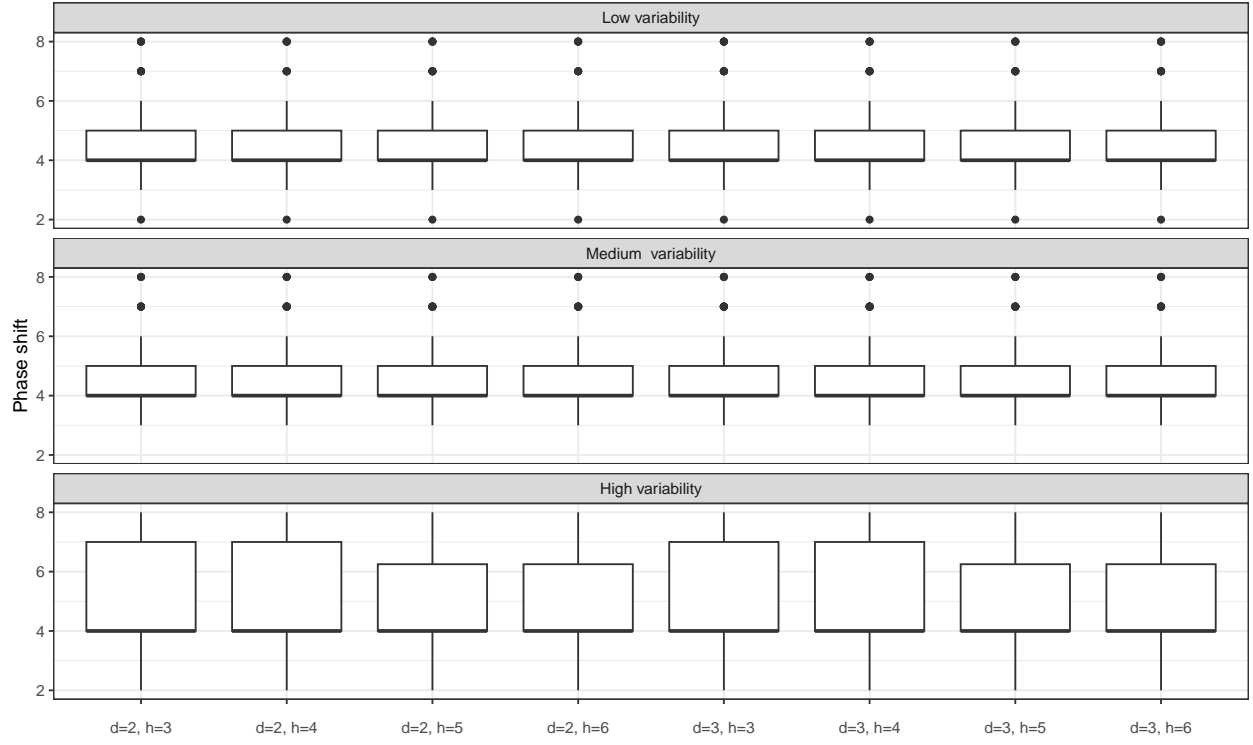 Low variability
8
6
4
2
Medium  variability
8
6
4
2
Phase shift
High variability
8
6
4
2
d=2, h=3
d=2, h=4
d=2, h=5
d=2, h=6
d=3, h=3
d=3, h=4
d=3, h=5
d=3, h=6